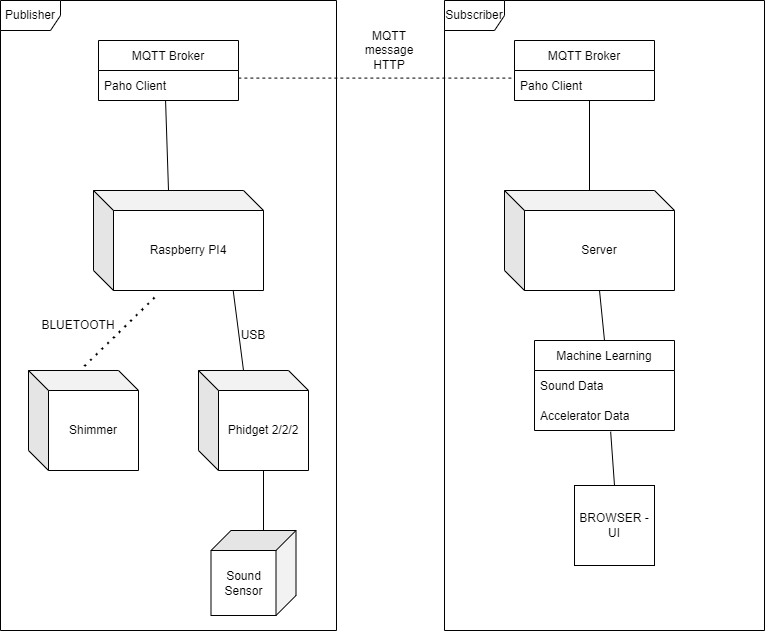 Publisher
MQTT Broker
Paho Client
Raspberry PI4
BLUETOOTH
USB
Shimmer
Phidget 2/2/2
Sound
Sensor
MQTT
message
HTTP
Subscriber
MQTT Broker
Paho Client
Server
Machine Learning
Sound Data
Accelerator Data
BROWSER -
UI